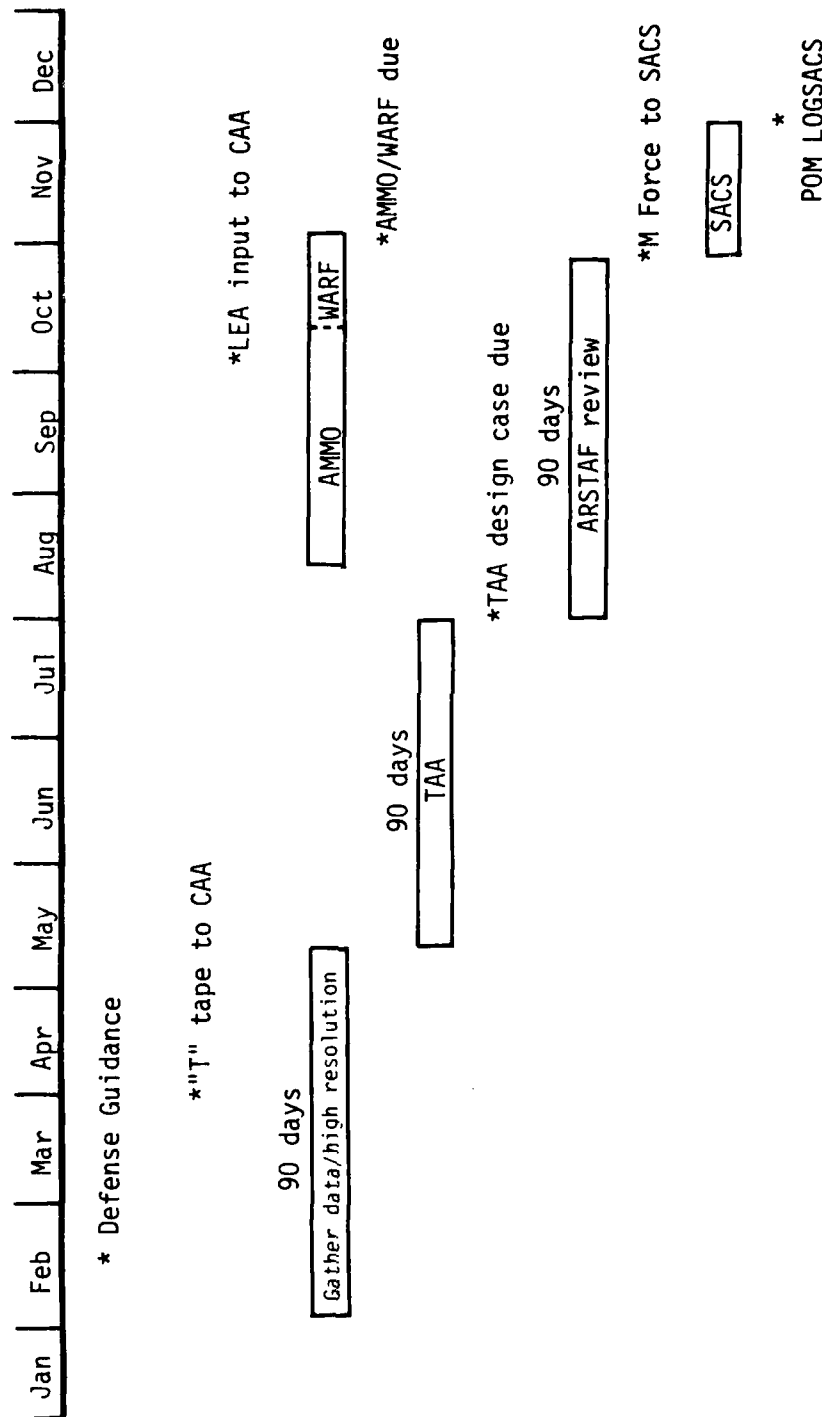 Jan Feb Mar Apr May Jun Jul Aug Sep Oct Nov Dec
* Defense Guidance
*"T" tape to CAA
*LEA input to CAA
90 days
Gather data/high resolution
AMMO WARF
*AMMO/WARF due
90 days
TAA
*TAA design case due
90 days
ARSTAF review
*M Force to SACS
SACS
*
POM LOGSACS